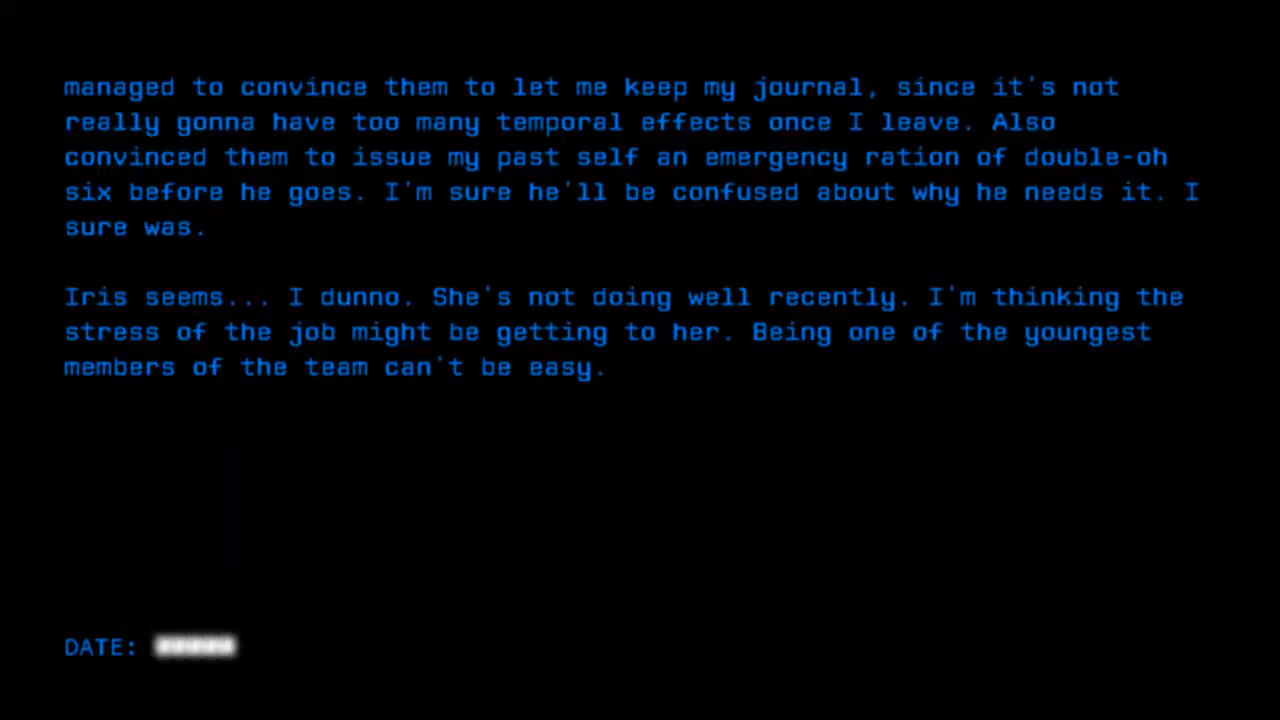 managed to convince them to let me keep my journal, since it's not
really gonna have too many temporal effects once I leave. Also
convinced them to issue my past self an emergency ration of double-oh
six before he goes. I'm sure he'll be confused about why he needs it. I
sure was.
Iris seems... I dunno. She's not doing well recently. I'm thinking the
stress of the job might be getting to her. Being one of the youngest
members of the team can't be easy.
DATE: